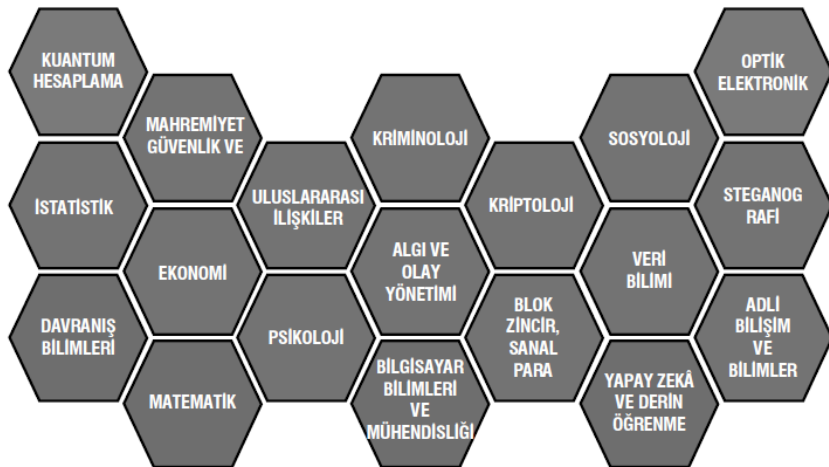 KUANTUM
HESAPLAMA
İSTATİSTİK
DAVRANIŞ
BİLİMLERİ
MAHREMİYET
GÜVENLİK VE
EKONOMİ
MATEMATİK
ULUSLARARASI
İLİŞKİLER
PSİKOLOJİ
KRİMİNOLOJİ
ALGI VE
OLAY
YÖNETİMİ
BİLGİSAYAR
BİLİMLERİ
VE
MÜHENDİSLİĞİ
KRİPTOLOJİ
BLOK
ZİNCİR,
SANAL
PARA
SOSYOLOJİ
VERİ
BİLİMİ
YAPAY ZEKÂ
VE DERİN
ÖĞRENME
OPTİK
ELEKTRONİK
STEGANOG
RAFİ
ADLİ
BİLİŞİM
VE
BİLİMLER